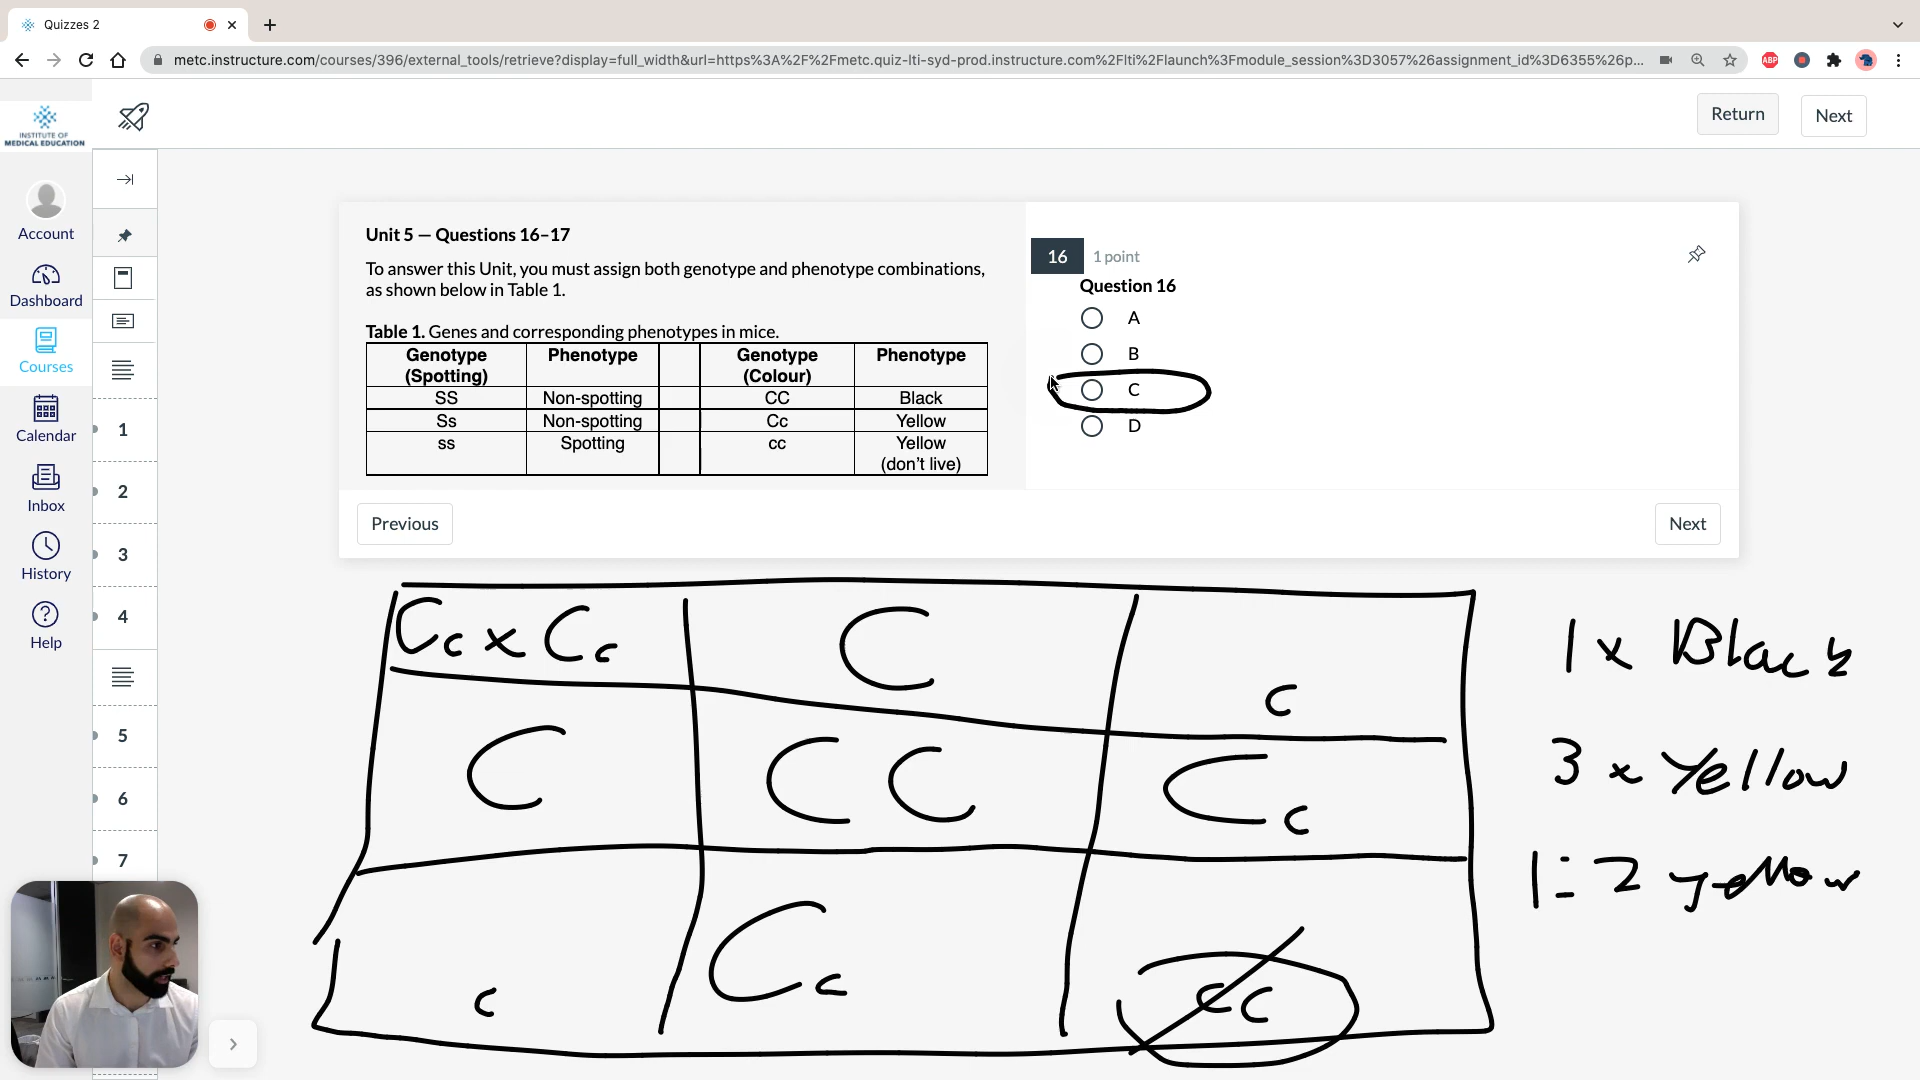 Quizzes 2
metc.instructure.com/courses/396/external_tools/retrieve?display=full_width&url=https%3A%2F%2Fmetc.quiz-lti-syd-prod.instructure.com%2Flti%2Flaunch%3Fmodule_session%3D3057%26assignment_id%3D6355%26p...
ABP
INSTITUTE OF
MEDICAL EDUCATION
Return
Next
Account
Dashboard
Courses
Calendar
Inbox
History
Help
1
2
3
4
5
6
7
Unit 5 — Questions 16–17
To answer this Unit, you must assign both genotype and phenotype combinations,
as shown below in Table 1.
Table 1. Genes and corresponding phenotypes in mice.
Genotype (Spotting) Phenotype Genotype (Colour) Phenotype
SS Non-spotting CC Black
Ss Non-spotting Cc Yellow
ss Spotting cc Yellow
(don't live)
16 1 point
Question 16
A
B
C
D
Previous
Next
Cc x Cc C c
C CC Cc
c Cc cc
1 x Black
3 x Yellow
1:2 yellow